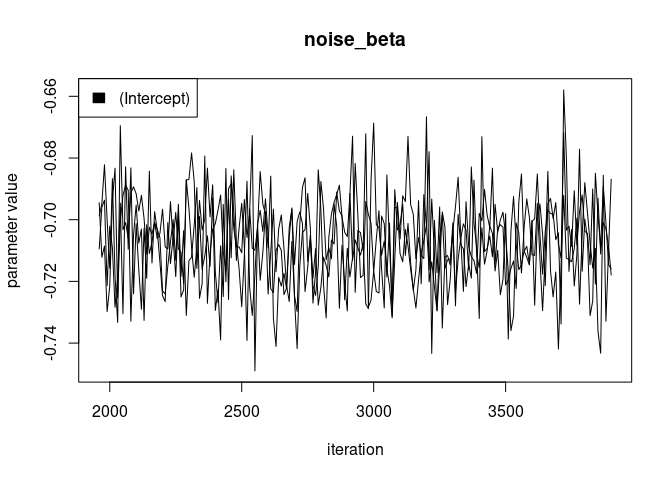 noise_beta
(Intercept)
parameter value
-0.66
-0.68
-0.70
-0.72
-0.74
2000
2500
3000
3500
iteration